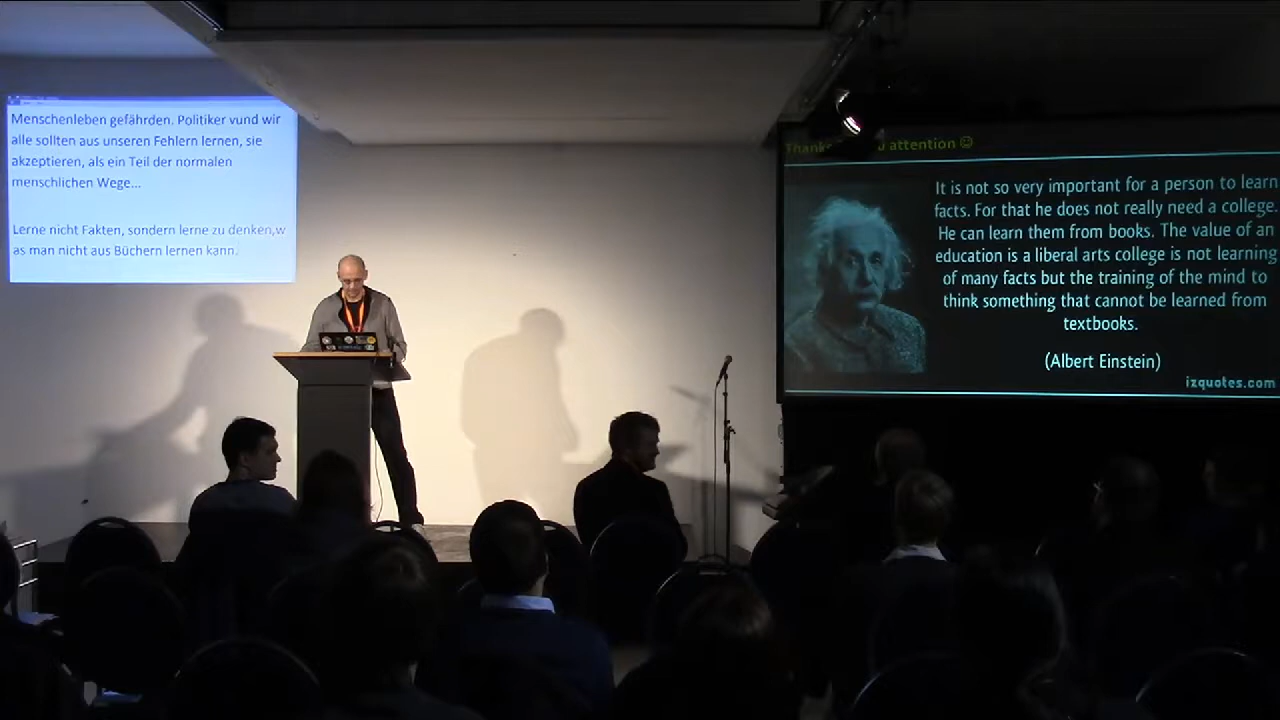 Menschenleben gefährden. Politiker vund wir
alle sollten aus unseren Fehlern lernen, sie
akzeptieren, als ein Teil der normalen
menschlichen Wege...
Lerne nicht Fakten, sondern lerne zu denken,w
as man nicht aus Büchern lernen kann.
Thanks attention ☺
It is not so very important for a person to learn
facts. For that he does not really need a college.
He can learn them from books. The value of an
education is a liberal arts college is not learning
of many facts but the training of the mind to
think something that cannot be learned from
textbooks.
(Albert Einstein)
izquotes.com